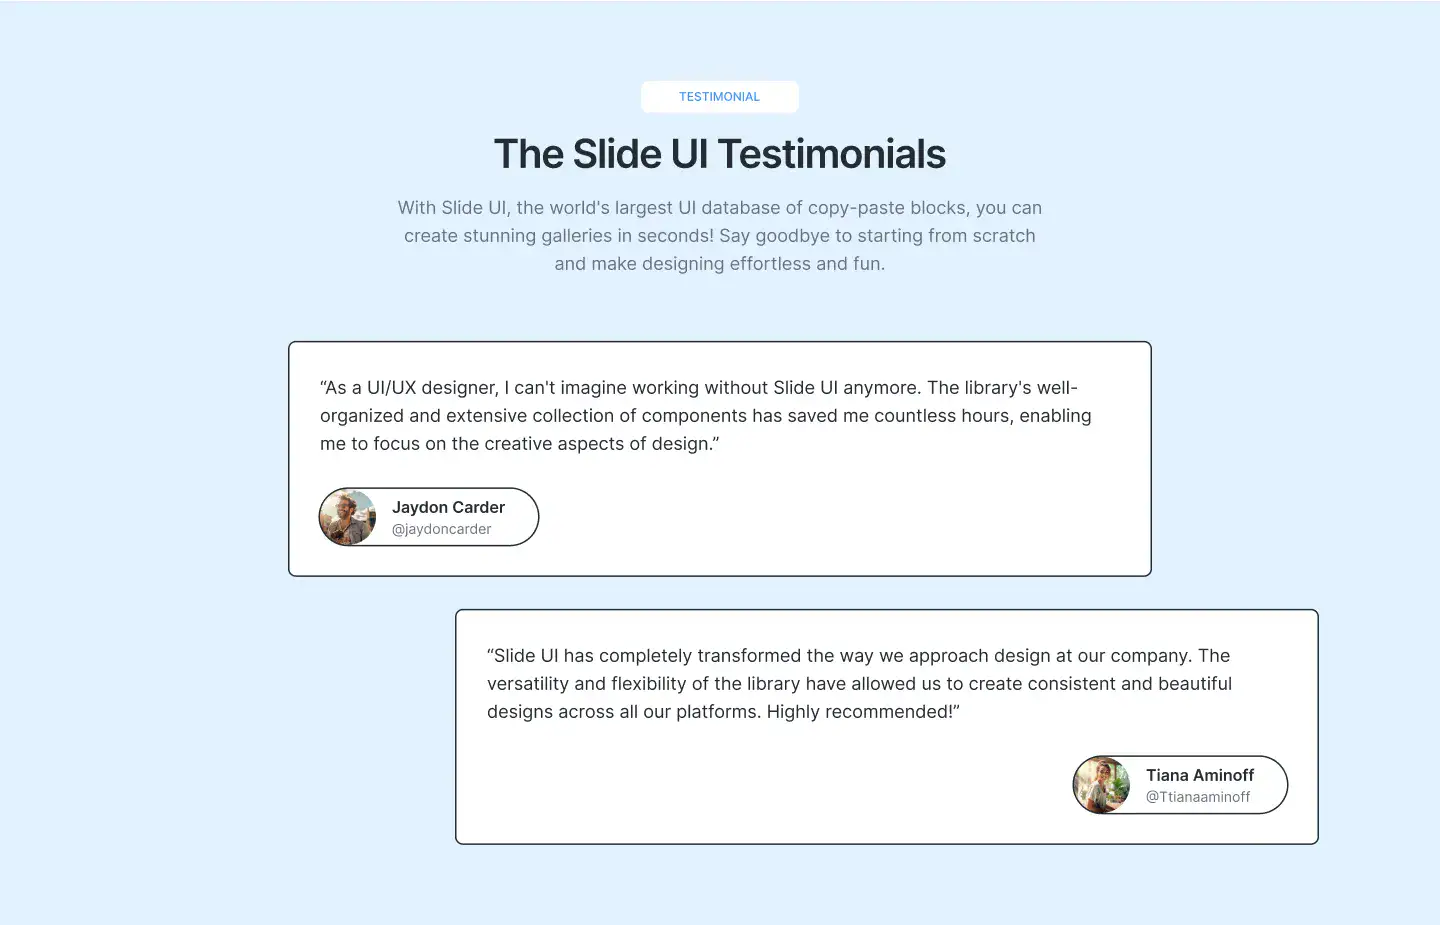 TESTIMONIAL
The Slide UI Testimonials
With Slide UI, the world's largest UI database of copy-paste blocks, you can
create stunning galleries in seconds! Say goodbye to starting from scratch
and make designing effortless and fun.
“As a UI/UX designer, I can't imagine working without Slide UI anymore. The library's well-
organized and extensive collection of components has saved me countless hours, enabling
me to focus on the creative aspects of design.”
Jaydon Carder
@jaydoncarder
“Slide UI has completely transformed the way we approach design at our company. The
versatility and flexibility of the library have allowed us to create consistent and beautiful
designs across all our platforms. Highly recommended!”
Tiana Aminoff
@Ttianaaminoff